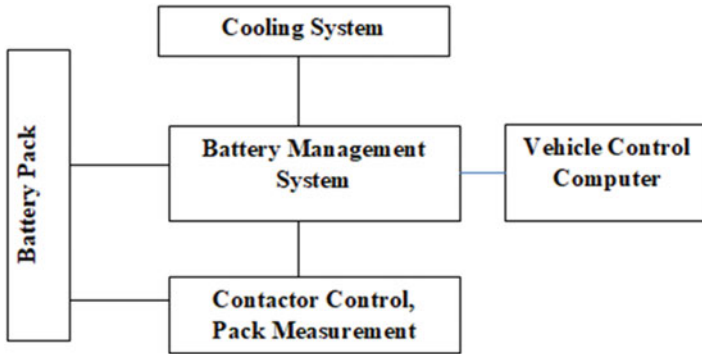 Cooling System
Battery Pack
Battery Management
System
Vehicle Control
Computer
Contactor Control,
Pack Measurement